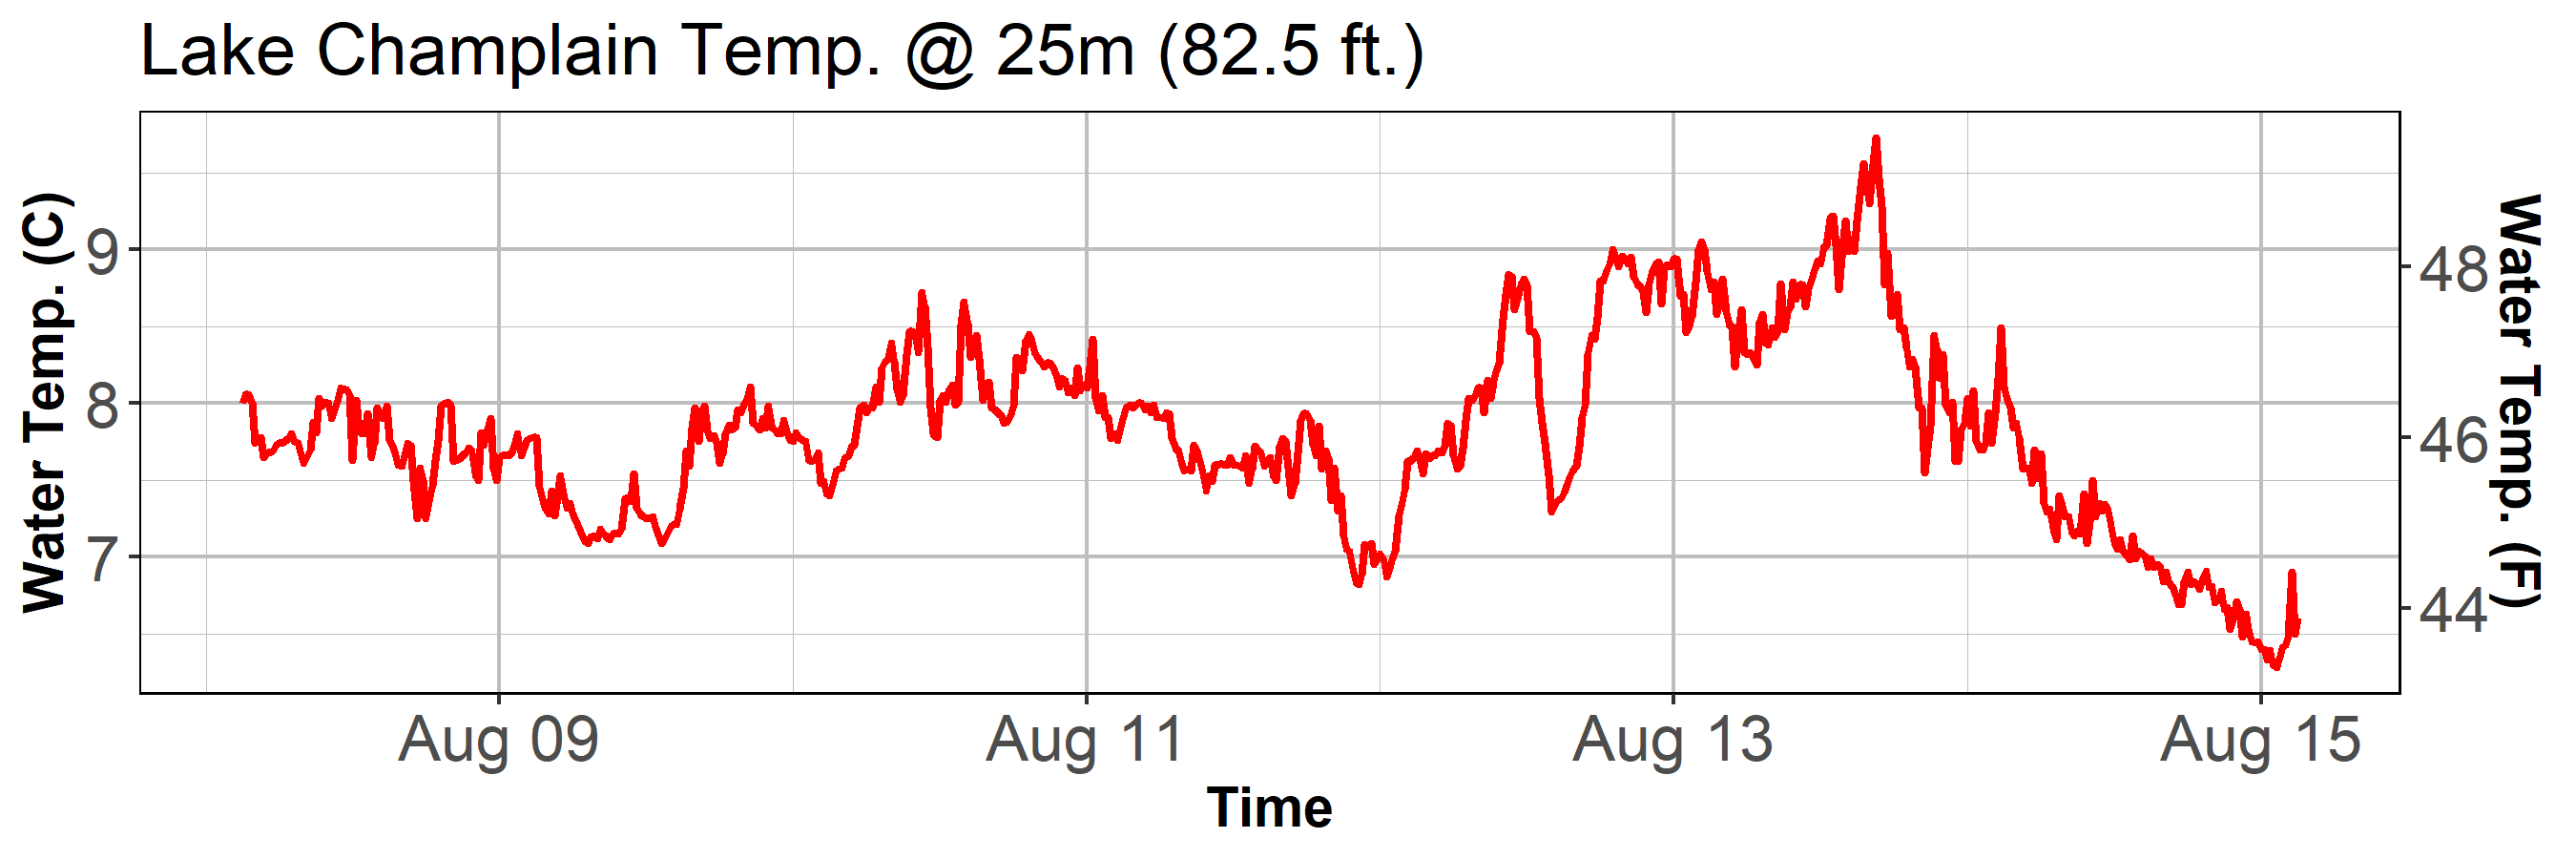 Lake Champlain Temp. @ 25m (82.5 ft.)
Water Temp. (C)
9
8
7
48
46
44
Water Temp. (F)
Aug 09
Aug 11
Aug 13
Aug 15
Time